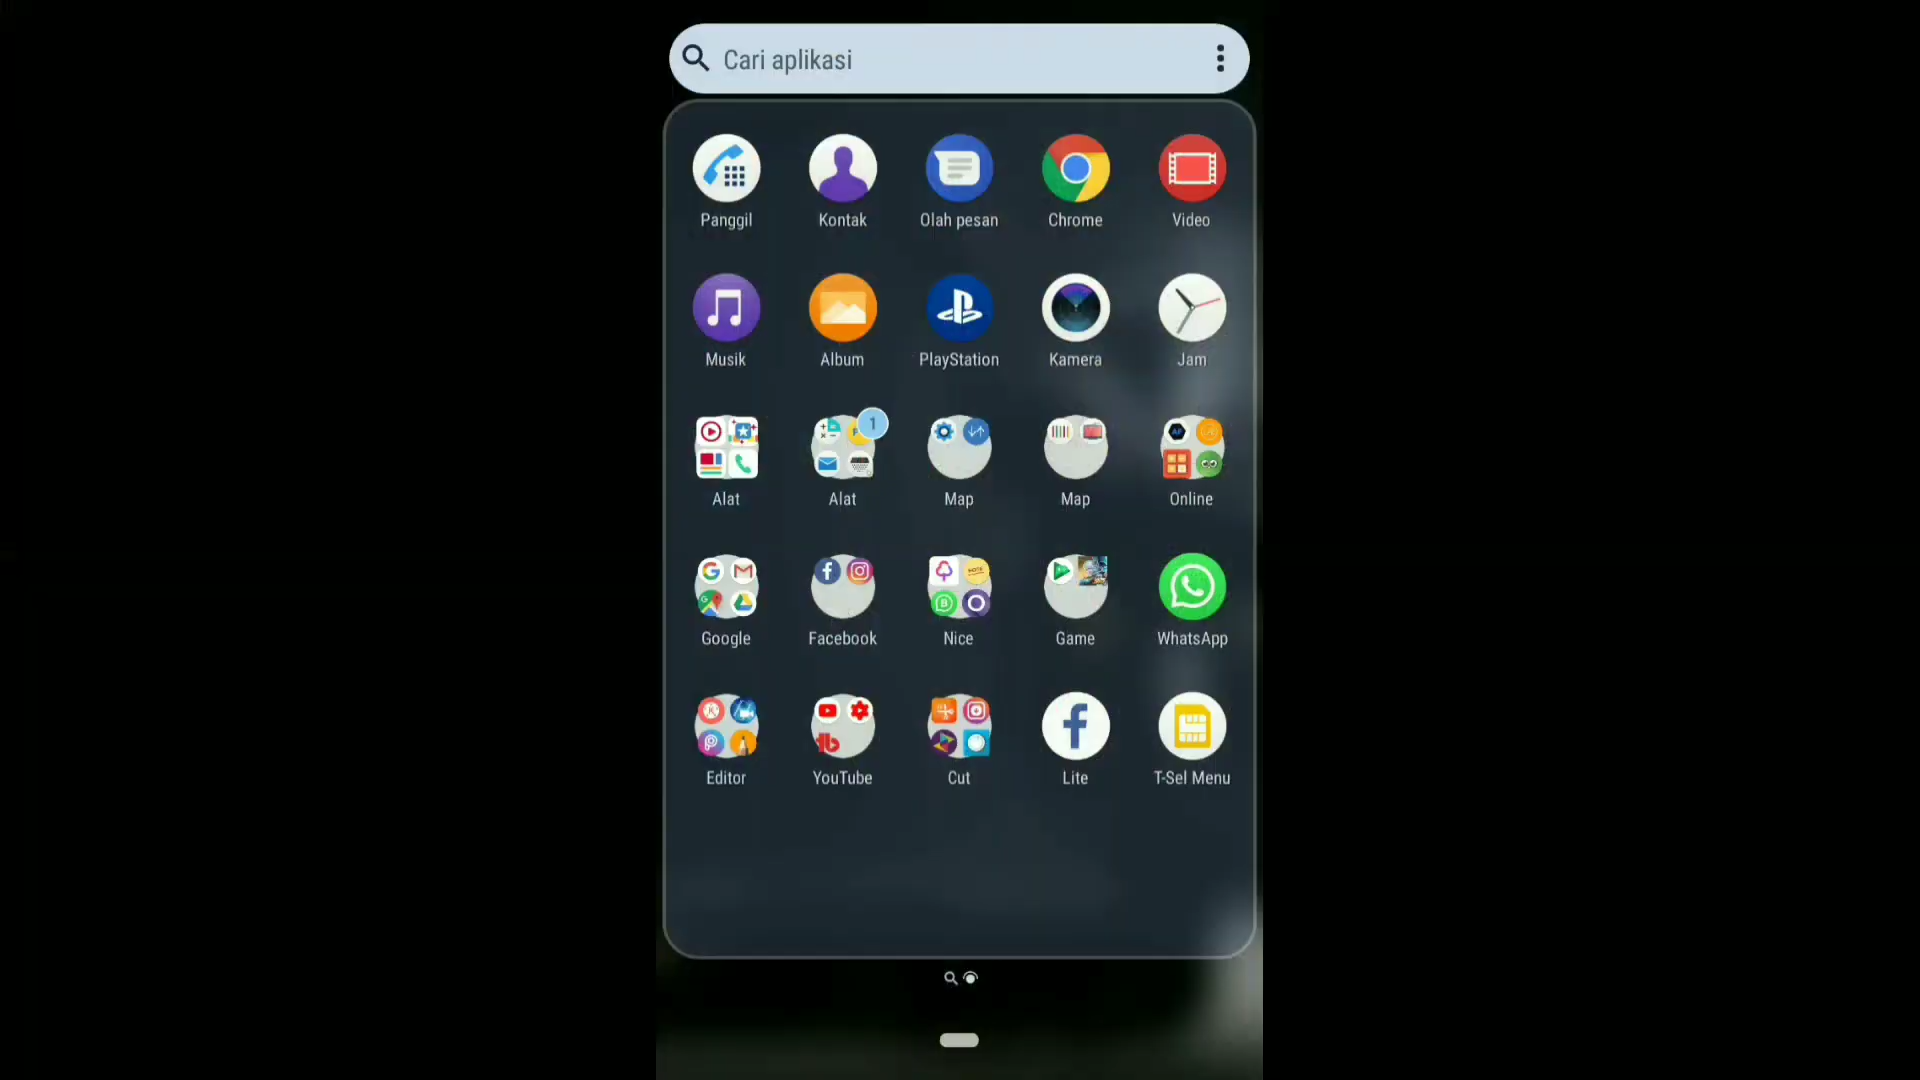 Cari aplikasi
Panggil Kontak Olah pesan Chrome Video
Musik Album PlayStation Kamera Jam
1
Alat Alat Map Map Online
Google Facebook Nice Game WhatsApp
Editor YouTube Cut Lite T-Sel Menu